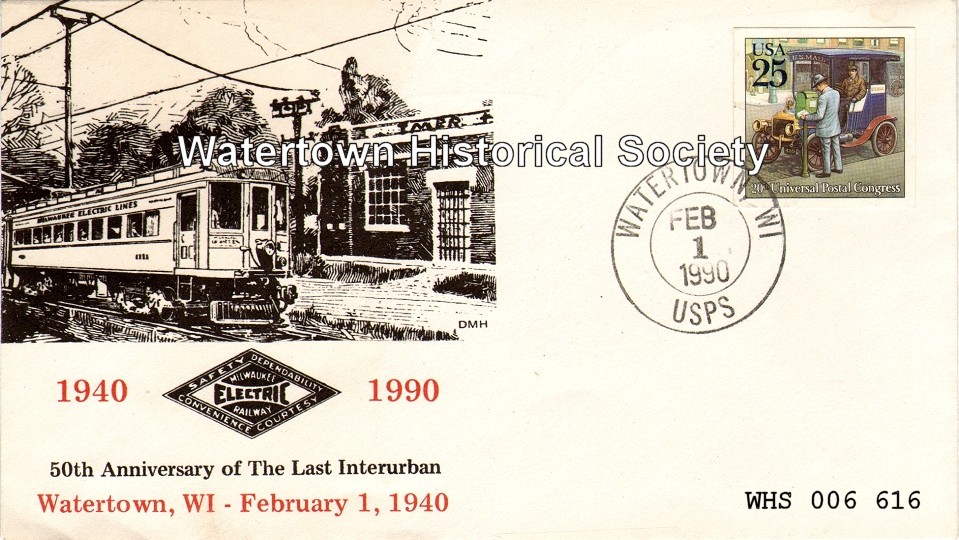 Watertown Historical Society
MILWAUKEE ELECTRIC LINES
DMH
USA
25
U.S. MAIL
20th Universal Postal Congress
WATERTOWN, WI
FEB
1
1990
USPS
1940
SAFETY DEPENDABILITY
MILWAUKEE
ELECTRIC
RAILWAY
CONVENIENCE COURTESY
1990
50th Anniversary of The Last Interurban
Watertown, WI - February 1, 1940
WHS 006 616